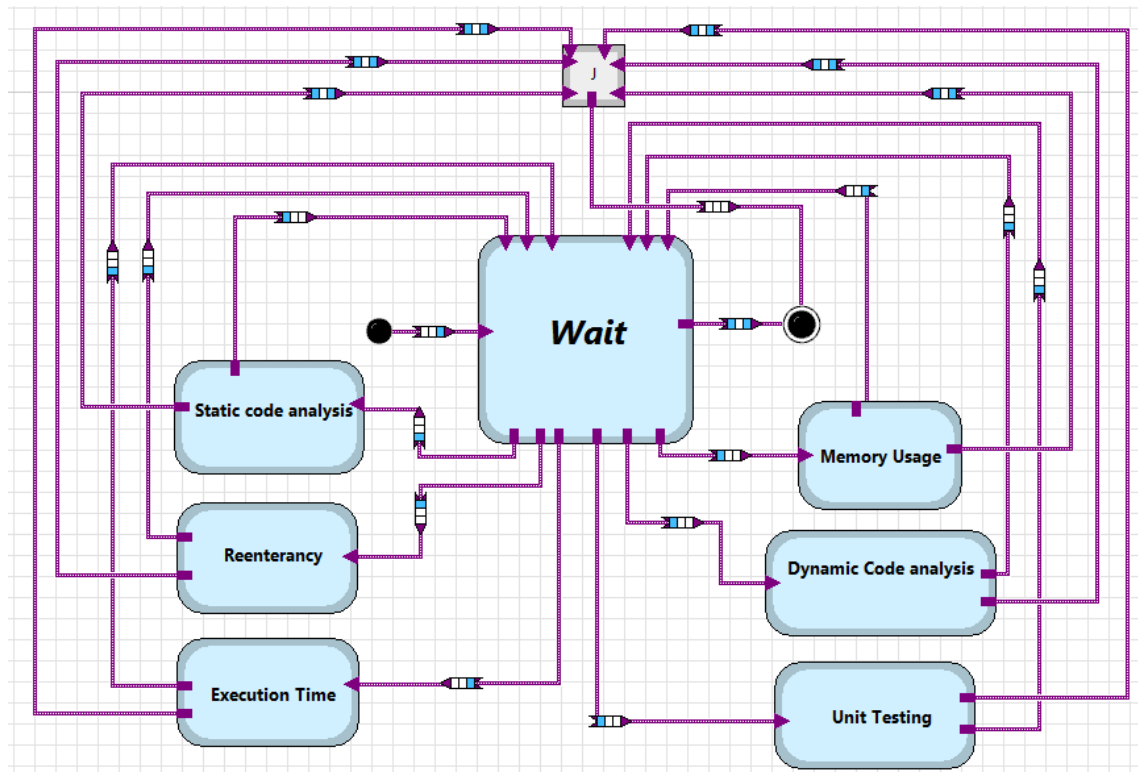 J
Wait
Static code analysis
Memory Usage
Reenterancy
Dynamic Code analysis
Execution Time
Unit Testing